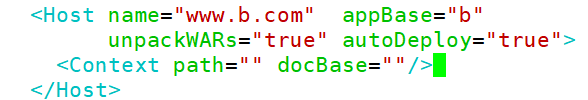 <Host name="www.b.com"  appBase="b"
unpackWARs="true" autoDeploy="true">
<Context path="" docBase=""/>
</Host>